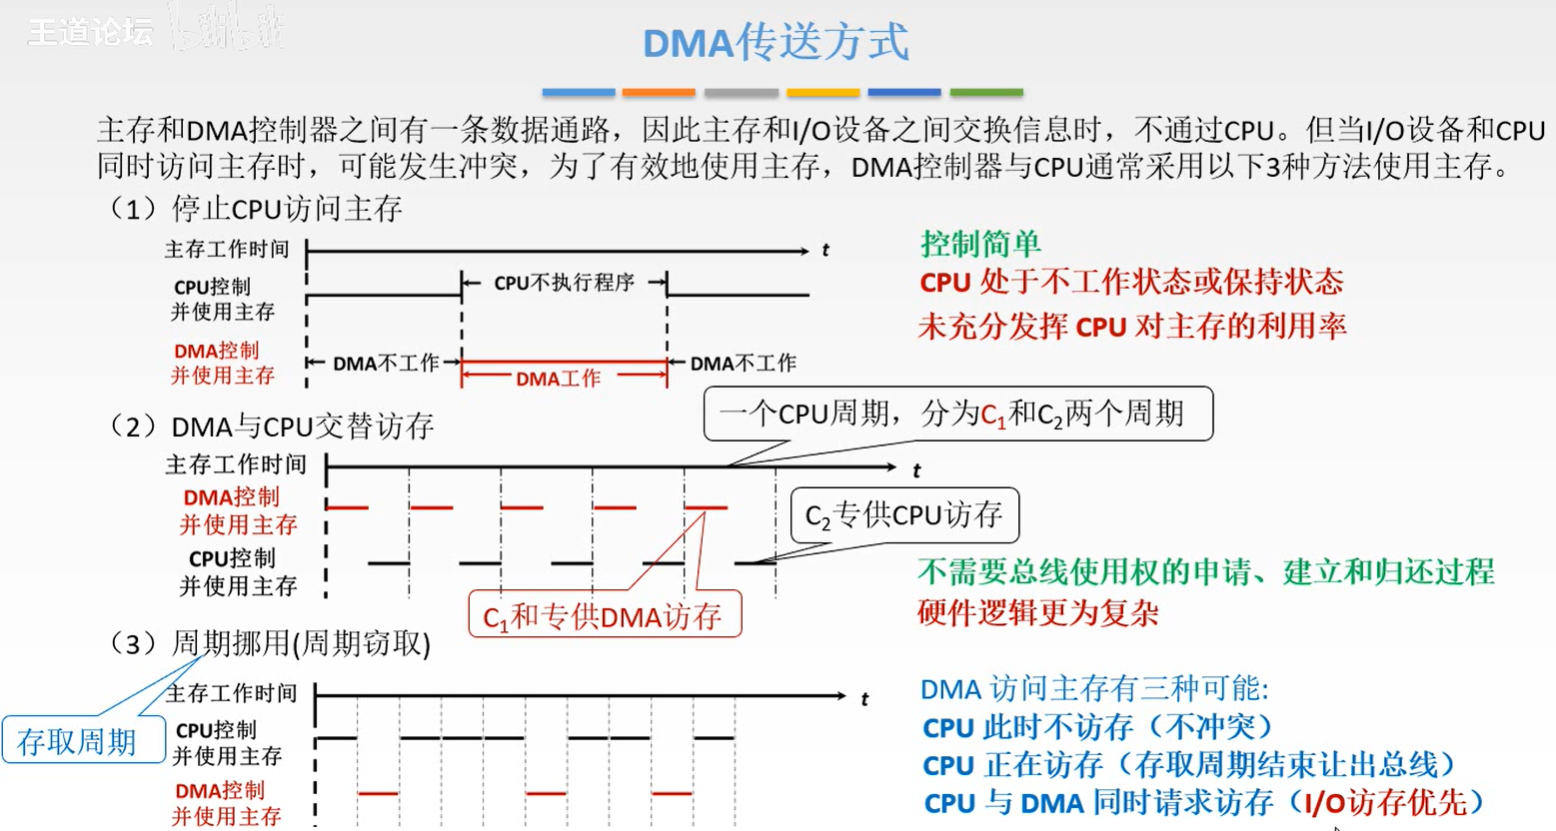 王道论坛 bilibili
DMA传送方式
主存和DMA控制器之间有一条数据通路，因此主存和I/O设备之间交换信息时，不通过CPU。但当I/O设备和CPU
同时访问主存时，可能发生冲突，为了有效地使用主存，DMA控制器与CPU通常采用以下3种方法使用主存。
（1）停止CPU访问主存
主存工作时间
t
CPU控制
并使用主存
CPU不执行程序
DMA控制
并使用主存
DMA不工作
DMA工作
DMA不工作
控制简单
CPU 处于不工作状态或保持状态
未充分发挥 CPU 对主存的利用率
（2）DMA与CPU交替访存
一个CPU周期，分为C1和C2两个周期
主存工作时间
t
DMA控制
并使用主存
C2专供CPU访存
CPU控制
并使用主存
C1和专供DMA访存
不需要总线使用权的申请、建立和归还过程
硬件逻辑更为复杂
（3）周期挪用(周期窃取)
存取周期
主存工作时间
t
CPU控制
并使用主存
DMA控制
并使用主存
DMA 访问主存有三种可能:
CPU 此时不访存（不冲突）
CPU 正在访存（存取周期结束让出总线）
CPU 与 DMA 同时请求访存（I/O访存优先）